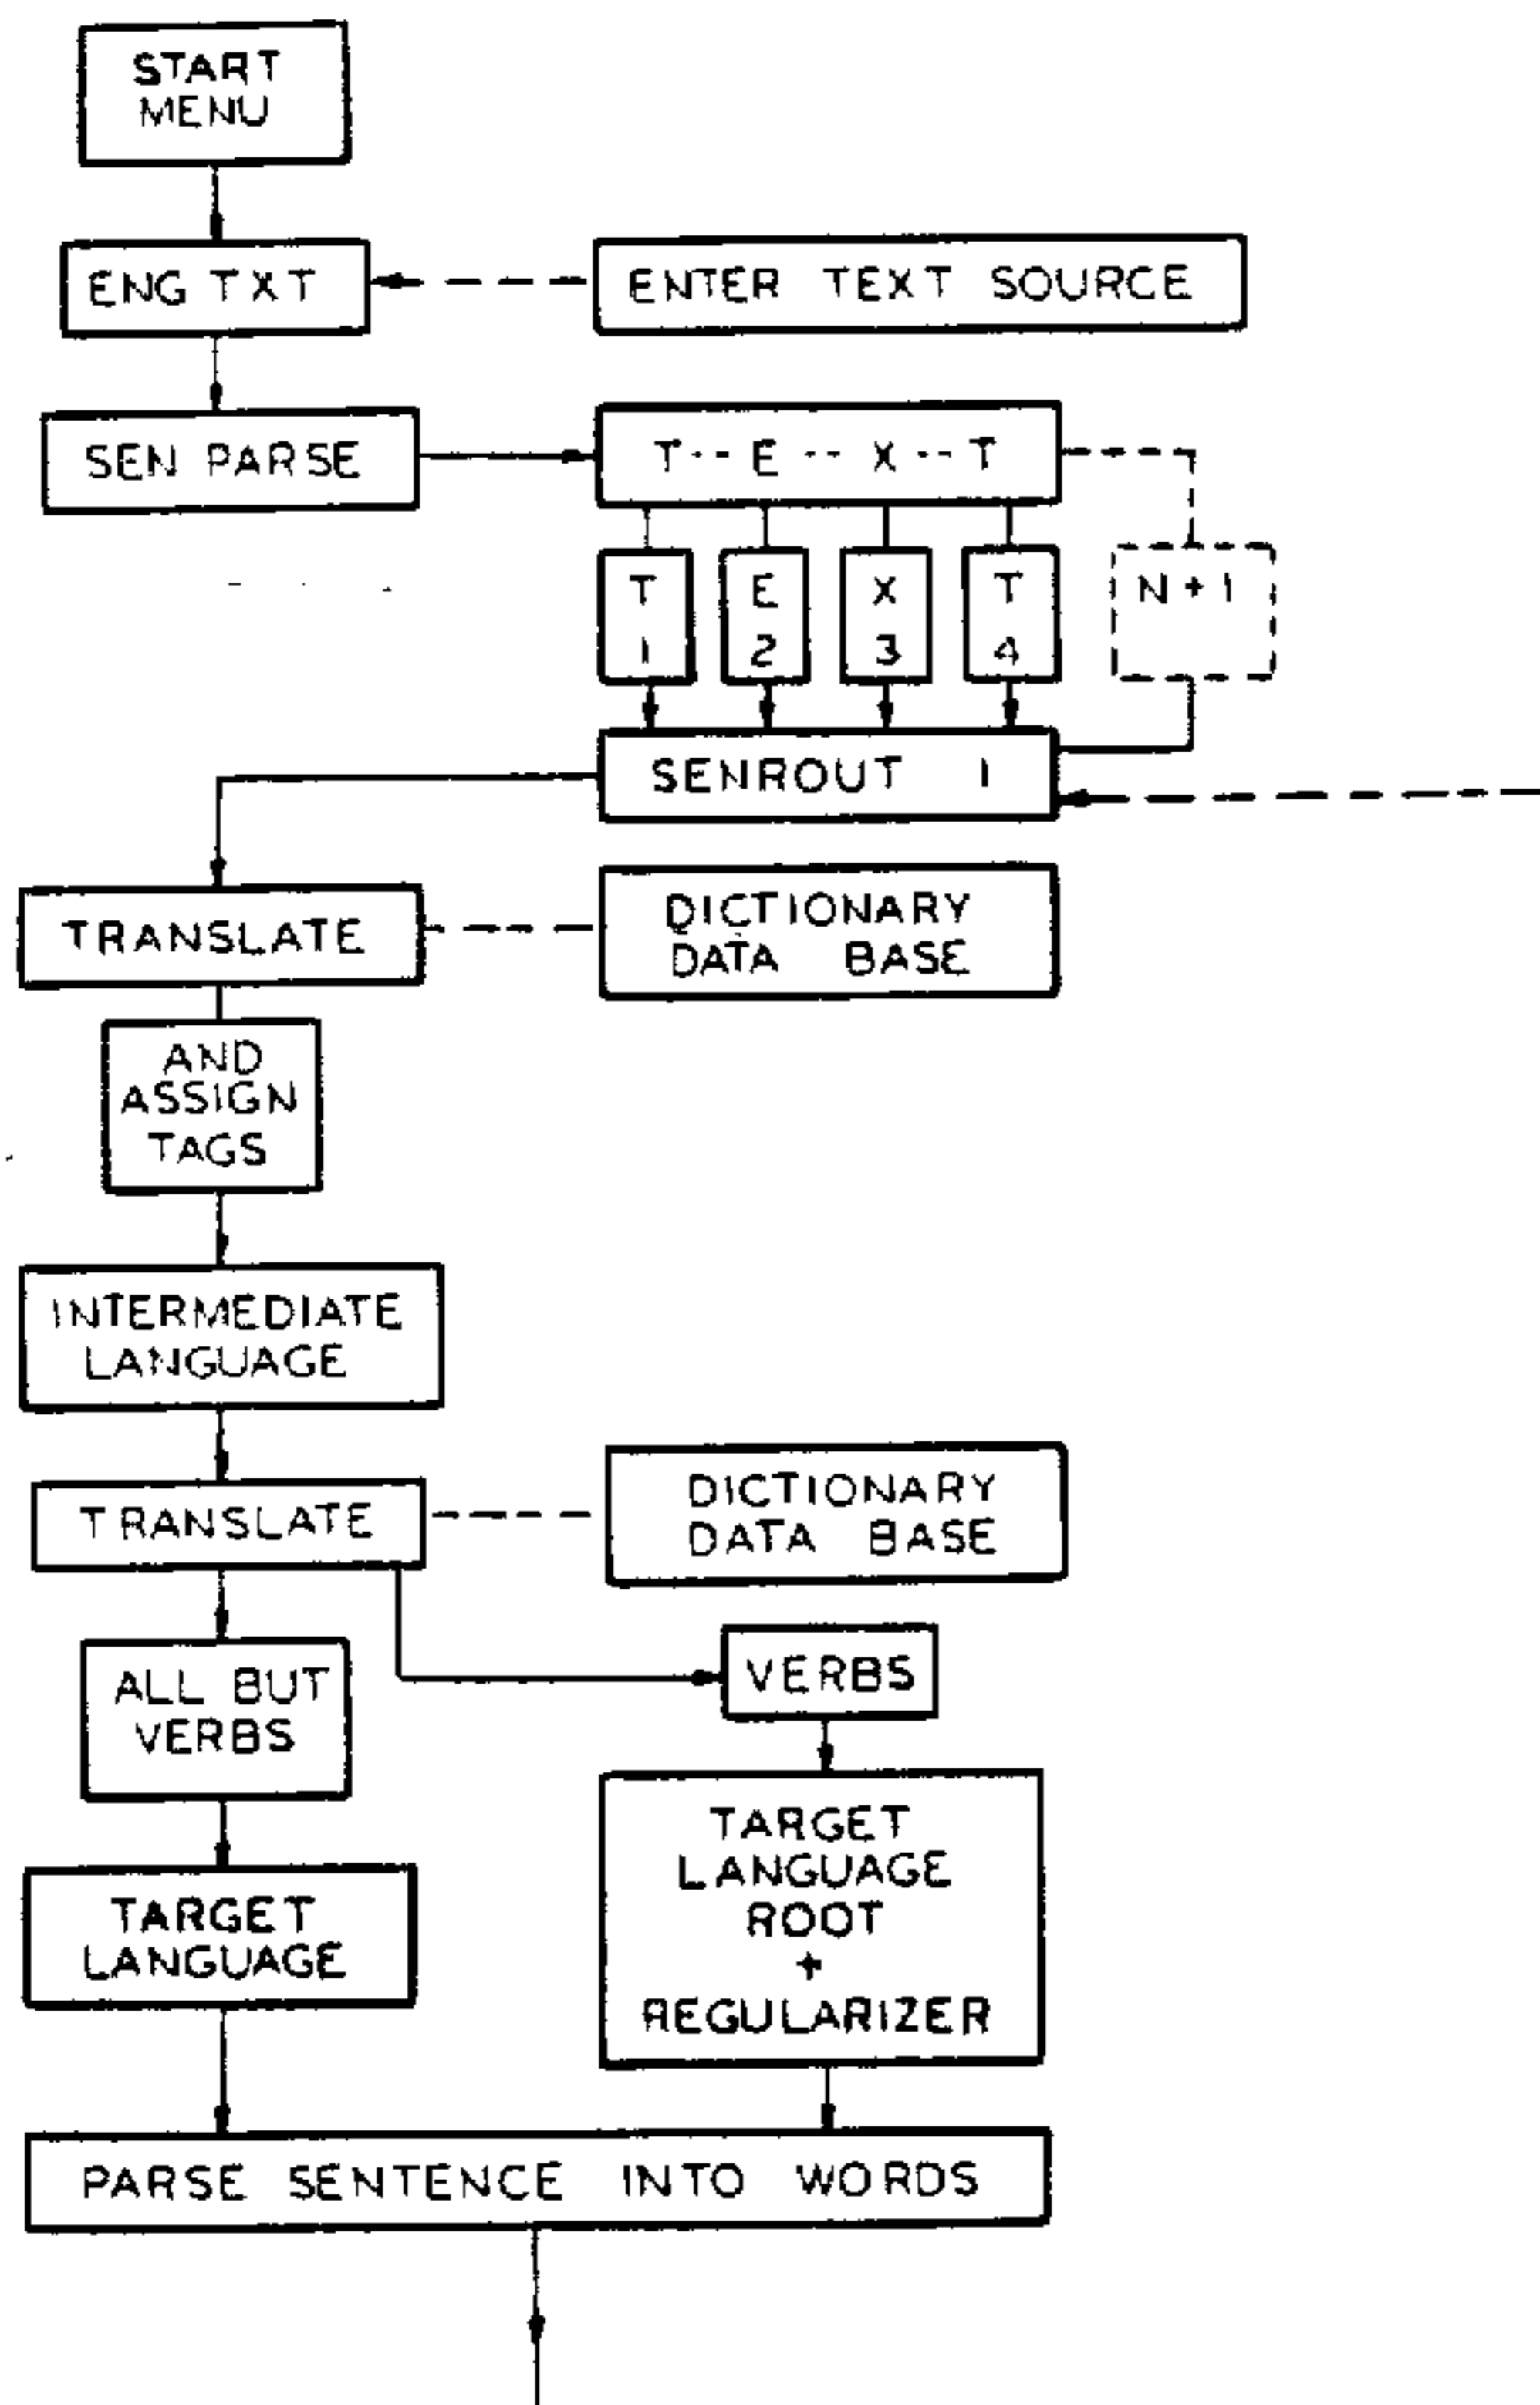 START
MENU
ENG TXT
ENTER TEXT SOURCE
SEN PARSE
T--E--X--T
T
1
E
2
X
3
T
4
N+1
SENROUT 1
TRANSLATE
DICTIONARY
DATA BASE
AND
ASSIGN
TAGS
INTERMEDIATE
LANGUAGE
TRANSLATE
DICTIONARY
DATA BASE
ALL BUT
VERBS
VERBS
TARGET
LANGUAGE
TARGET
LANGUAGE
ROOT
+
REGULARIZER
PARSE SENTENCE INTO WORDS